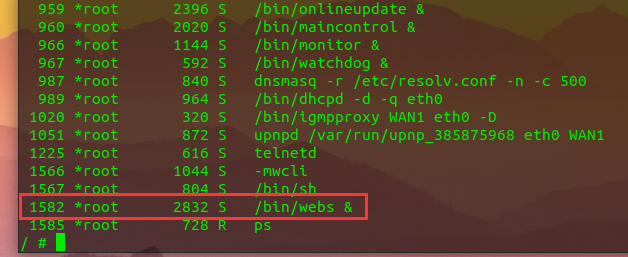 959 *root 2396 S /bin/onlineupdate &
960 *root 2020 S /bin/maincontrol &
966 *root 1144 S /bin/monitor &
967 *root 592 S /bin/watchdog &
987 *root 840 S dnsmasq -r /etc/resolv.conf -n -c 500
989 *root 964 S /bin/dhcpd -d -q eth0
1020 *root 320 S /bin/igmpproxy WAN1 eth0 -D
1051 *root 872 S upnpd /var/run/upnp_385875968 eth0 WAN1
1225 *root 616 S telnetd
1566 *root 1044 S -mwcli
1567 *root 804 S /bin/sh
1582 *root 2832 S /bin/webs &
1585 *root 728 R ps
/ #